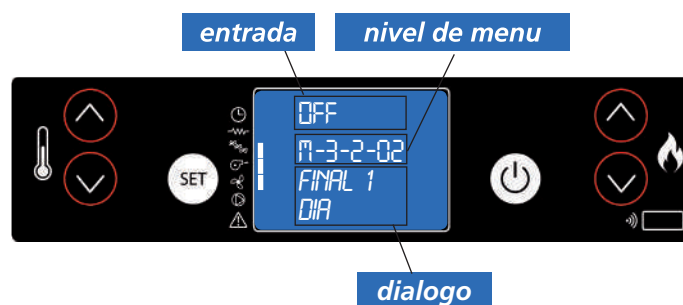 entrada nivel de menu
OFF
M-3-2-02
SET
FINAL 1
DIA
dialogo